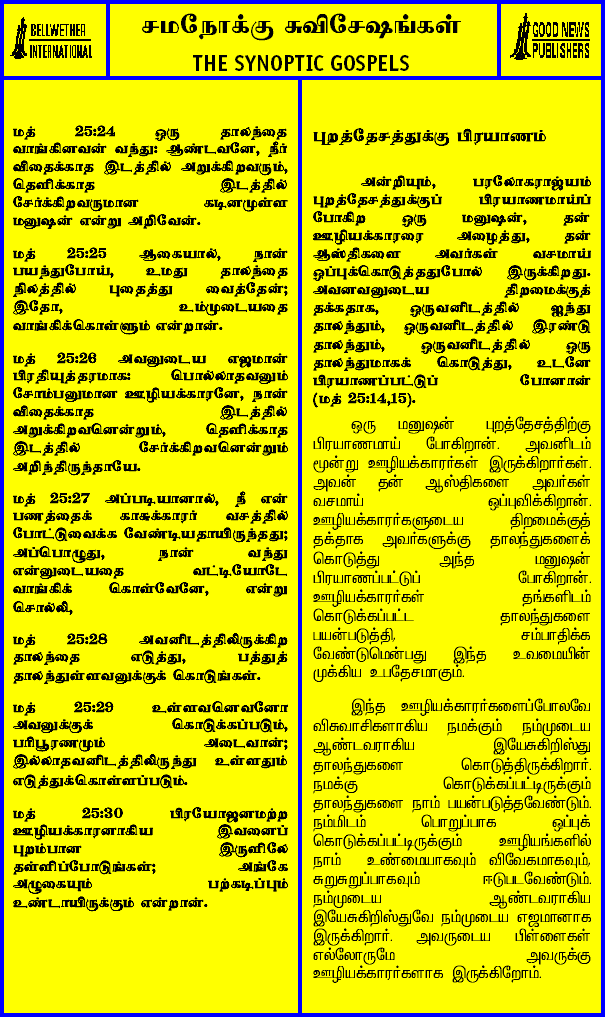 BELLWETHER
INTERNATIONAL
சமநோக்கு சுவிசேஷங்கள்
THE SYNOPTIC GOSPELS
GOOD NEWS
PUBLISHERS
மத் 25:24 ஒரு தாலந்தை
வாங்கினவன் வந்து: ஆண்டவனே, நீர்
விதைக்காத இடத்தில் அறுக்கிறவரும்,
தெளிக்காத இடத்தில்
சேர்க்கிறவருமான கடினமுள்ள
மனுஷன் என்று அறிவேன்.
மத் 25:25 ஆகையால், நான்
பயந்துபோய், உமது தாலந்தை
நிலத்தில் புதைத்து வைத்தேன்;
இதோ, உம்முடையதை
வாங்கிக்கொள்ளும் என்றான்.
மத் 25:26 அவனுடைய எஜமான்
பிரதியுத்தரமாக: பொல்லாதவனும்
சோம்பனுமான ஊழியக்காரனே, நான்
விதைக்காத இடத்தில்
அறுக்கிறவனென்றும், தெளிக்காத
இடத்தில் சேர்க்கிறவனென்றும்
அறிந்திருந்தாயே.
மத் 25:27 அப்படியானால், நீ என்
பணத்தைக் காசுக்காரர் வசத்தில்
போட்டுவைக்க வேண்டியதாயிருந்தது;
அப்பொழுது, நான் வந்து
என்னுடையதை வட்டியோடே
வாங்கிக் கொள்வேனே, என்று
சொல்லி,
மத் 25:28 அவனிடத்திலிருக்கிற
தாலந்தை எடுத்து, பத்துத்
தாலந்துள்ளவனுக்குக் கொடுங்கள்.
மத் 25:29 உள்ளவனெவனோ
அவனுக்குக் கொடுக்கப்படும்,
பரிபூரணமும் அடைவான்;
இல்லாதவனிடத்திலிருந்து உள்ளதும்
எடுத்துக்கொள்ளப்படும்.
மத் 25:30 பிரயோஜனமற்ற
ஊழியக்காரனாகிய இவனைப்
புறம்பான இருளிலே
தள்ளிப்போடுங்கள்; அங்கே
அழுகையும் பற்கடிப்பும்
உண்டாயிருக்கும் என்றான்.
புறத்தேசத்துக்கு பிரயாணம்
அன்றியும், பரலோகராஜ்யம்
புறத்தேசத்துக்குப் பிரயாணமாய்ப்
போகிற ஒரு மனுஷன், தன்
ஊழியக்காரரை அழைத்து, தன்
ஆஸ்திகளை அவர்கள் வசமாய்
ஒப்புக்கொடுத்ததுபோல் இருக்கிறது.
அவனவனுடைய திறமைக்குத்
தக்கதாக, ஒருவனிடத்தில் ஐந்து
தாலந்தும், ஒருவனிடத்தில் இரண்டு
தாலந்தும், ஒருவனிடத்தில் ஒரு
தாலந்துமாகக் கொடுத்து, உடனே
பிரயாணப்பட்டுப் போனான்
(மத் 25:14,15).
ஒரு மனுஷன் புறத்தேசத்திற்கு
பிரயாணமாய் போகிறான். அவனிடம்
மூன்று ஊழியக்காரர்கள் இருக்கிறார்கள்.
அவன் தன் ஆஸ்திகளை அவர்கள்
வசமாய் ஒப்புவிக்கிறான்.
ஊழியக்காரர்களுடைய திறமைக்குத்
தக்கதாக அவர்களுக்கு தாலந்துகளைக்
கொடுத்து அந்த மனுஷன்
பிரயாணப்பட்டுப் போகிறான்.
ஊழியக்காரர்கள் தங்களிடம்
கொடுக்கப்பட்ட தாலந்துகளை
பயன்படுத்தி, சம்பாதிக்க
வேண்டுமென்பது இந்த உவமையின்
முக்கிய உபதேசமாகும்.
இந்த ஊழியக்காரர்களைப்போலவே
விசுவாசிகளாகிய நமக்கும் நம்முடைய
ஆண்டவராகிய இயேசுகிறிஸ்து
தாலந்துகளை கொடுத்திருக்கிறார்.
நமக்கு கொடுக்கப்பட்டிருக்கும்
தாலந்துகளை நாம் பயன்படுத்தவேண்டும்.
நம்மிடம் பொறுப்பாக ஒப்புக்
கொடுக்கப்பட்டிருக்கும் ஊழியங்களில்
நாம் உண்மையாகவும் விவேகமாகவும்,
சுறுசுறுப்பாகவும் ஈடுபடவேண்டும்.
நம்முடைய ஆண்டவராகிய
இயேசுகிறிஸ்துவே நம்முடைய எஜமானாக
இருக்கிறார். அவருடைய பிள்ளைகள்
எல்லோருமே அவருக்கு
ஊழியக்காரர்களாக இருக்கிறோம்.